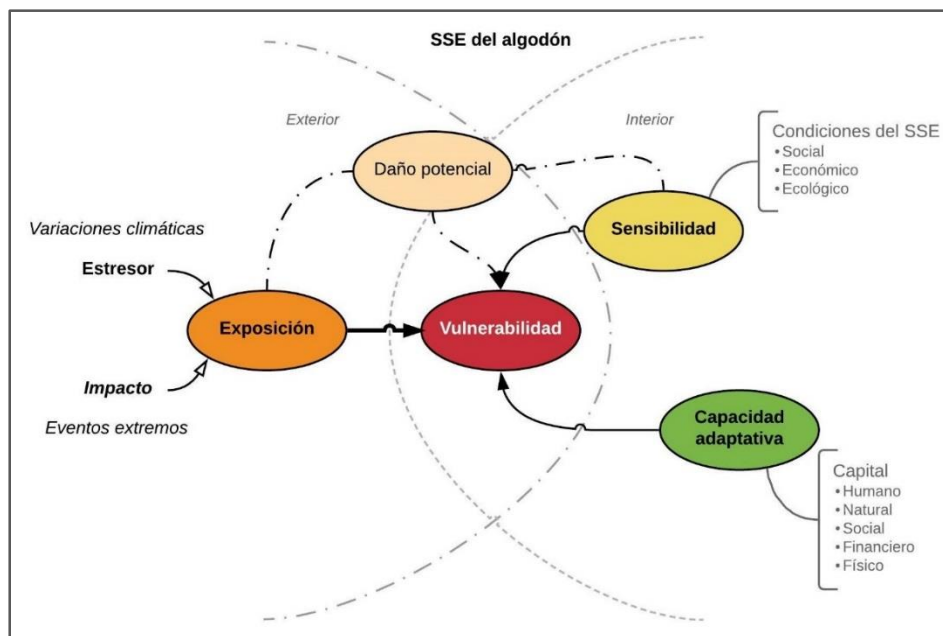 SSE del algodón
Exterior
Interior
Daño potencial
Condiciones del SSE
• Social
• Económico
• Ecológico
Variaciones climáticas
Sensibilidad
Estresor
Exposición
Vulnerabilidad
Impacto
Eventos extremos
Capacidad
adaptativa
Capital
• Humano
• Natural
• Social
• Financiero
• Físico